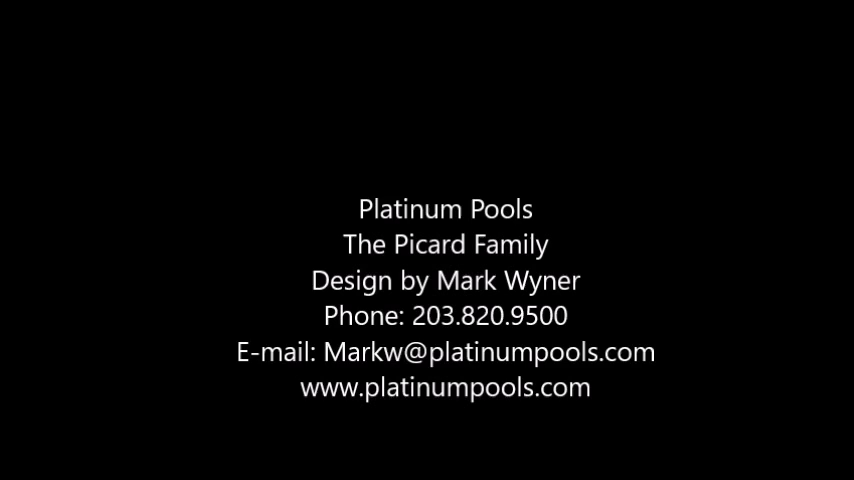 Platinum Pools
The Picard Family
Design by Mark Wyner
Phone: 203.820.9500
E-mail: Markw@platinumpools.com
www.platinumpools.com